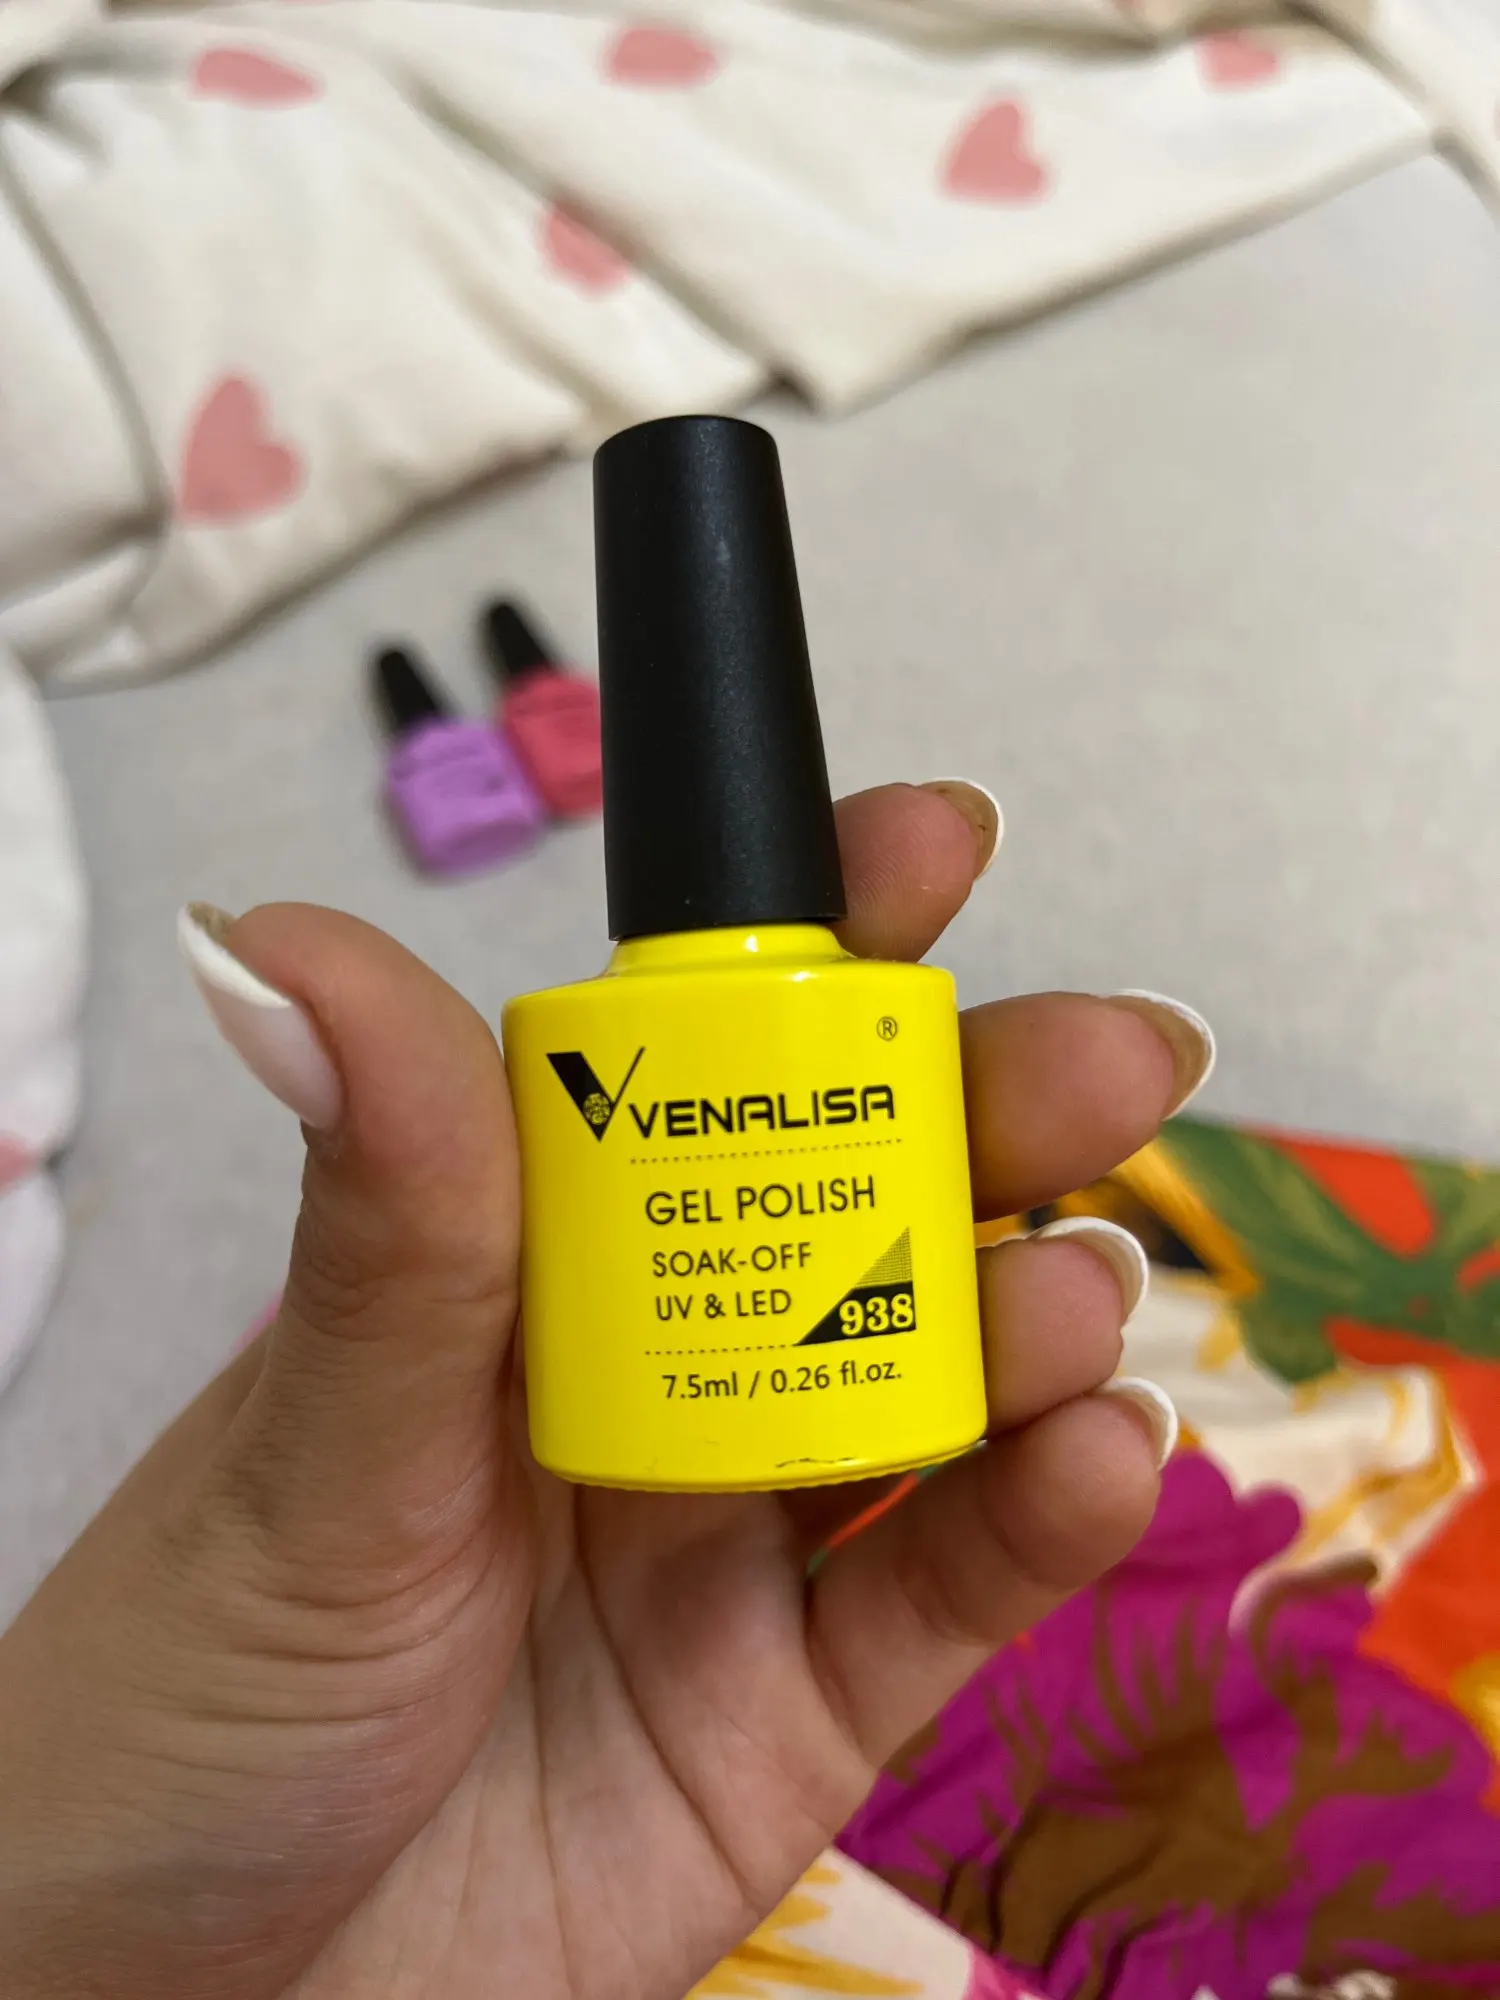 ®
VENALISA
GEL POLISH
SOAK-OFF
UV & LED
938
7.5ml / 0.26 fl.oz.